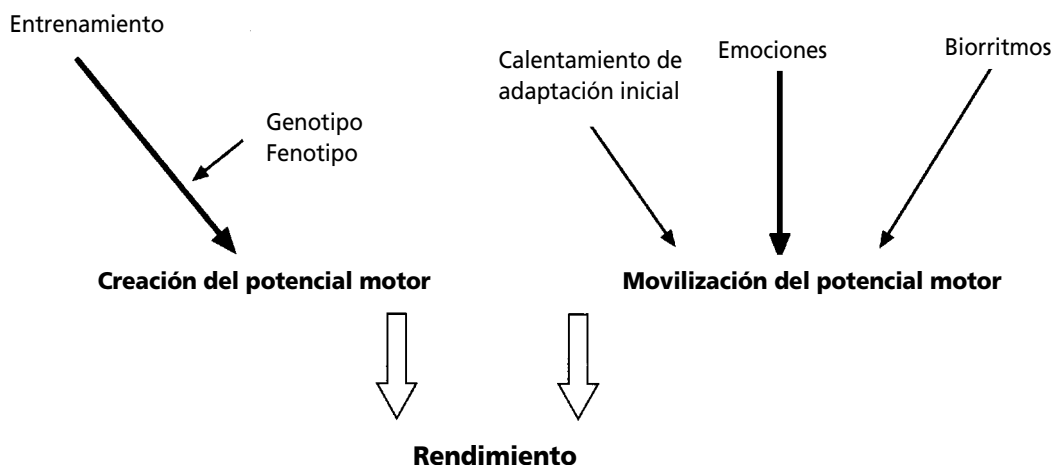 Entrenamiento
Genotipo
Fenotipo
Calentamiento de
adaptación inicial
Emociones
Biorritmos
Creación del potencial motor
Movilización del potencial motor
Rendimiento